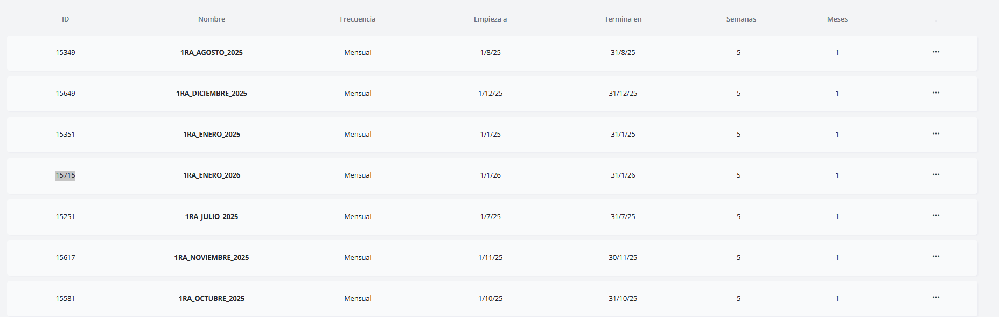 ID Nombre Frecuencia Empieza a Termina en Semanas Meses
15349 1RA_AGOSTO_2025 Mensual 1/8/25 31/8/25 5 1 ···
15649 1RA_DICIEMBRE_2025 Mensual 1/12/25 31/12/25 5 1 ···
15351 1RA_ENERO_2025 Mensual 1/1/25 31/1/25 5 1 ···
15715 1RA_ENERO_2026 Mensual 1/1/26 31/1/26 5 1 ···
15251 1RA_JULIO_2025 Mensual 1/7/25 31/7/25 5 1 ···
15617 1RA_NOVIEMBRE_2025 Mensual 1/11/25 30/11/25 5 1 ···
15581 1RA_OCTUBRE_2025 Mensual 1/10/25 31/10/25 5 1 ···